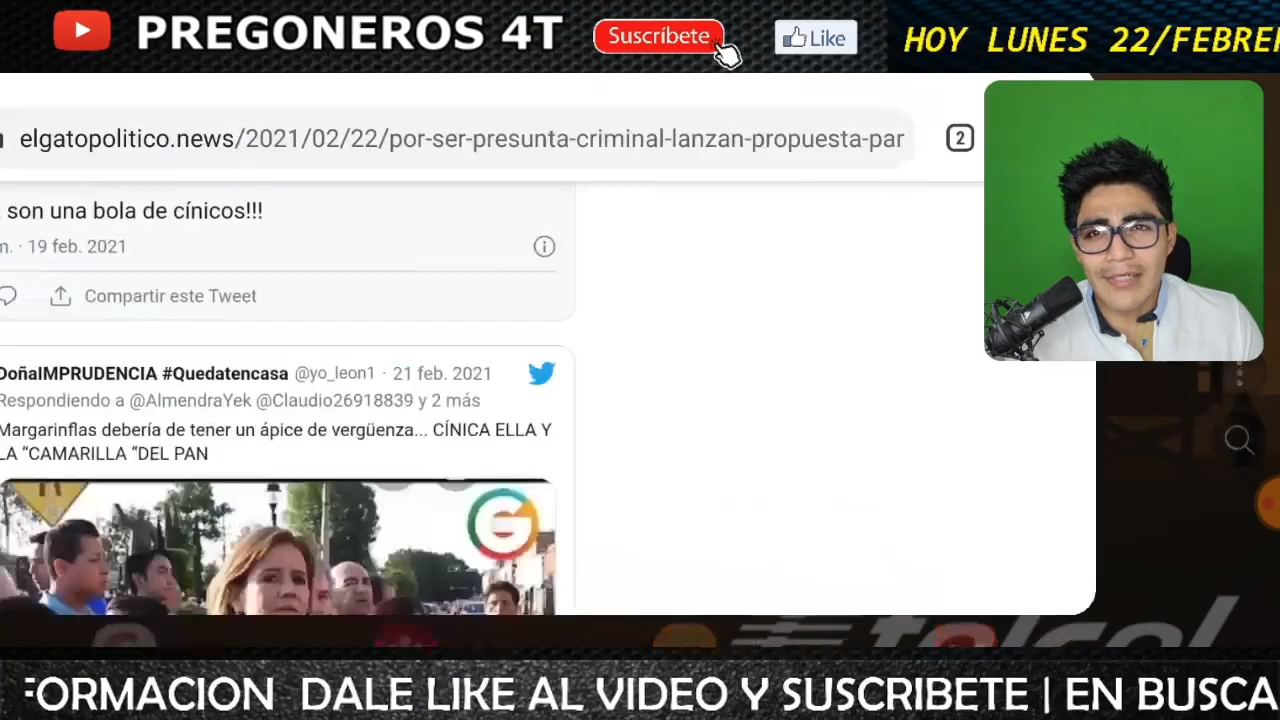 PREGONEROS 4T
Suscríbete
Like
HOY LUNES 22/FEBRE
elgatopolitico.news/2021/02/22/por-ser-presunta-criminal-lanzan-propuesta-par
2
son una bola de cínicos!!!
m. · 19 feb. 2021
Compartir este Tweet
DoñaIMPRUDENCIA #Quedatencasa @yo_leon1 · 21 feb. 2021
Respondiendo a @AlmendraYek @Claudio26918839 y 2 más
Margarinflas debería de tener un ápice de vergüenza... CÍNICA ELLA Y
LA “CAMARILLA “DEL PAN
G
telcel
FORMACION DALE LIKE AL VIDEO Y SUSCRIBETE | EN BUSCA